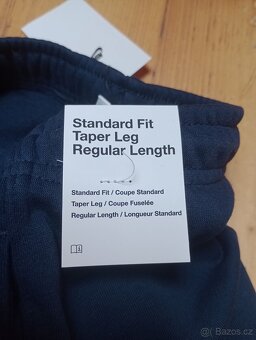 Standard Fit
Taper Leg
Regular Length
Standard Fit / Coupe Standard
Taper Leg / Coupe Fuselée
Regular Length / Longueur Standard
Bazos.cz